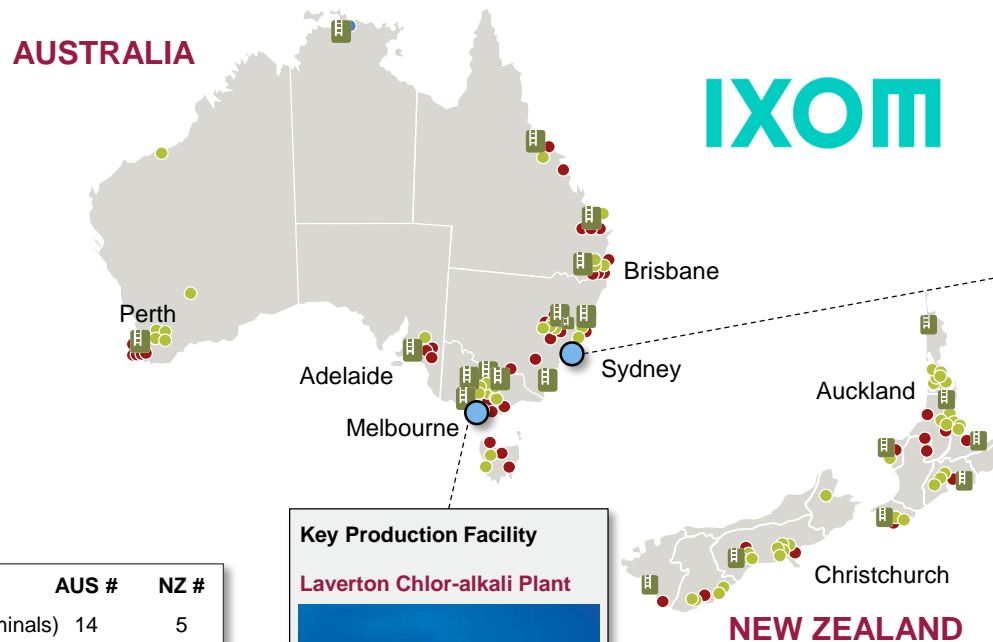 AUSTRALIA
IXOM
Brisbane
Perth
Sydney
Adelaide
Auckland
Melbourne
Key Production Facility
Laverton Chlor-alkali Plant
Christchurch
NEW ZEALAND
AUS # NZ #
14 5